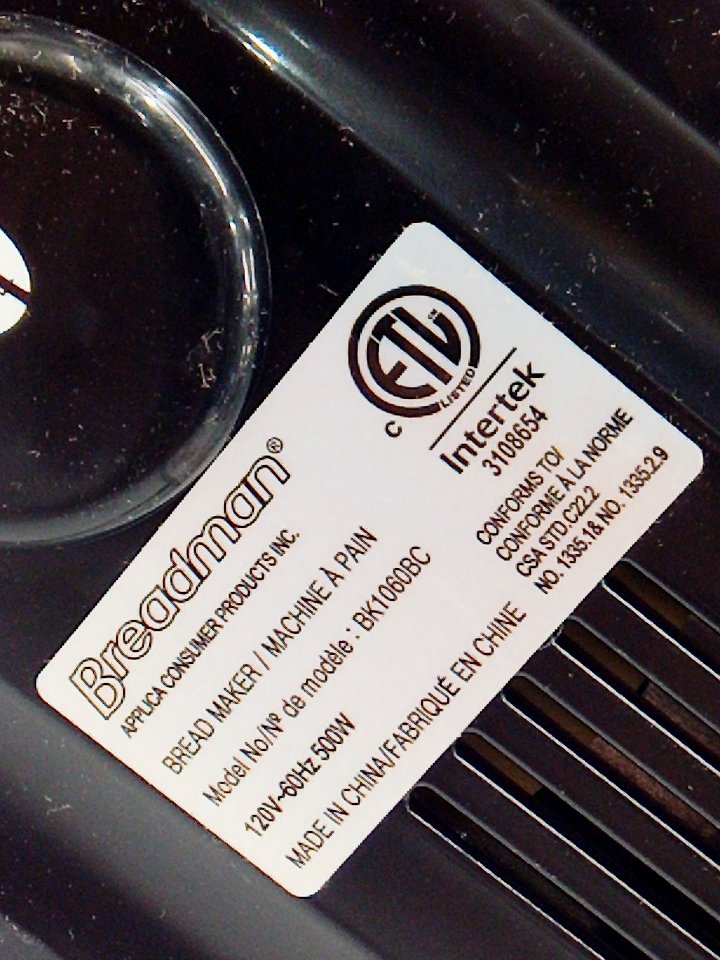 Breadman®
APPLICA CONSUMER PRODUCTS INC.
BREAD MAKER / MACHINE À PAIN
Model No/Nº de modèle : BK1060BC
120V~60Hz 500W
MADE IN CHINA/FABRIQUÉ EN CHINE
ETL CM
LISTED
C
Intertek
3108654
CONFORMS TO/
CONFORME À LA NORME
CSA STD.C22.2
NO. 1335.1& NO. 1335.2.9